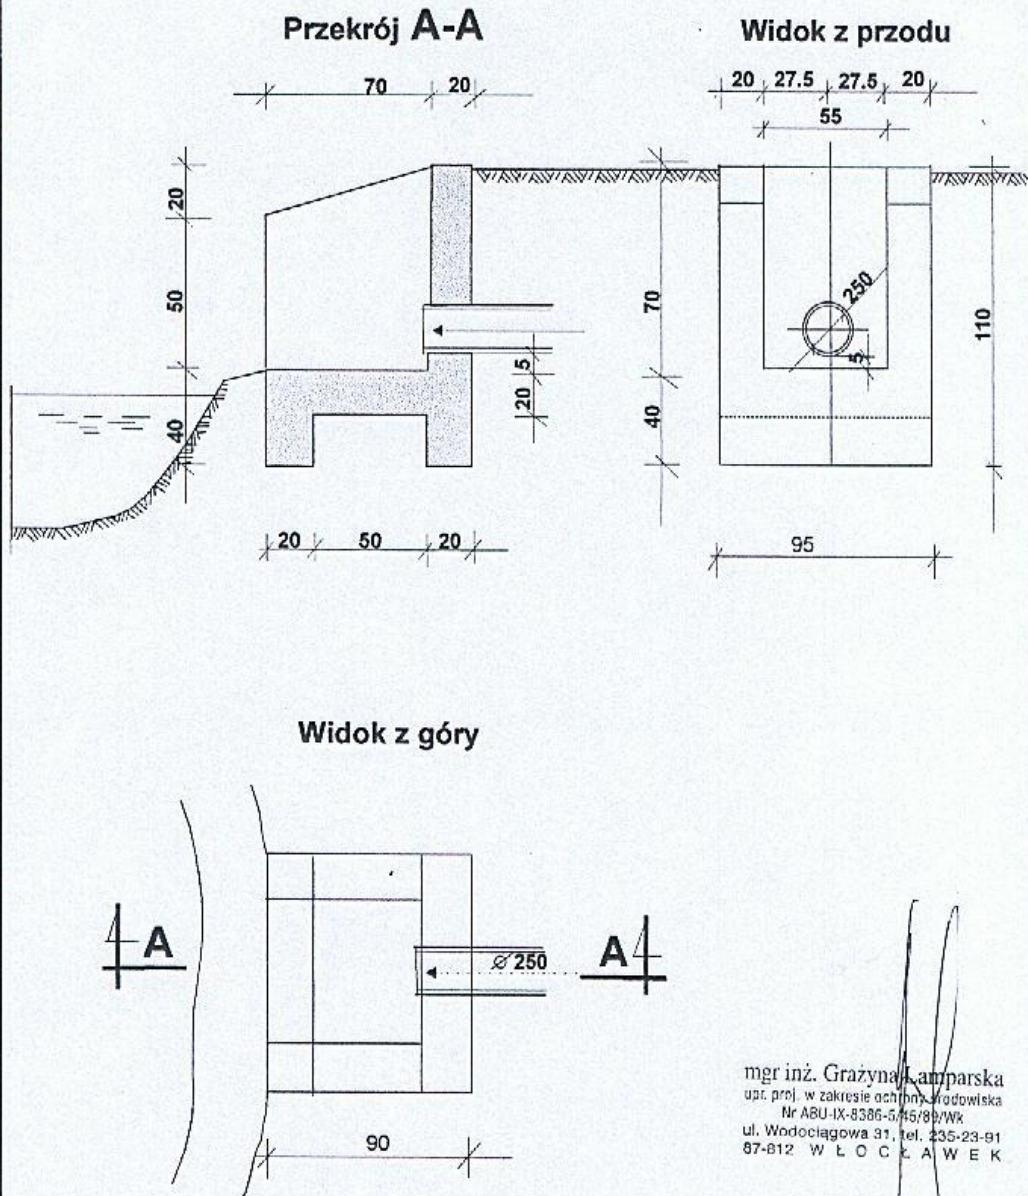 Przekrój A-A
Widok z przodu
70 20
20 27.5 27.5 20
55
20
50
40
5
20
70
40
250
5
110
20 50 20
95
Widok z góry
A
A
⌀ 250
90
mgr inż. Grażyna Lamparska
upr. proj. w zakresie ochrony środowiska
Nr ABU-IX-8386-5/45/89/Wk
ul. Wodociągowa 31, tel. 235-23-91
87-812 W Ł O C Ł A W E K